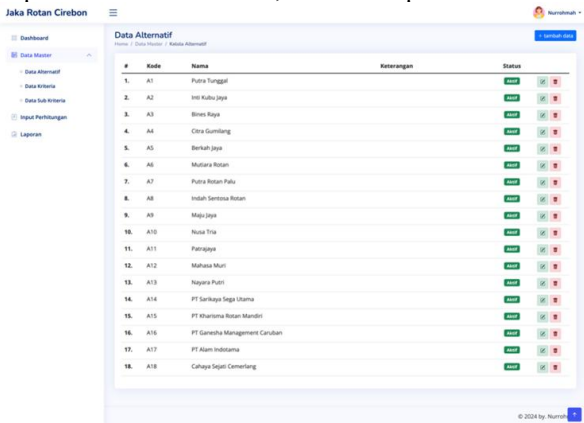 Jaka Rotan Cirebon
Nurrohmah
Dashboard
Data Master
Data Alternatif
Data Kriteria
Data Sub Kriteria
Input Perhitungan
Laporan
Data Alternatif
Home / Data Master / Kelola Alternatif
+ tambah data
# Kode Nama Keterangan Status
1. A1 Putra Tunggal Aktif
2. A2 Inti Kubu Jaya Aktif
3. A3 Bines Raya Aktif
4. A4 Citra Gumilang Aktif
5. A5 Berkah Jaya Aktif
6. A6 Mutiara Rotan Aktif
7. A7 Putra Rotan Palu Aktif
8. A8 Indah Sentosa Rotan Aktif
9. A9 Maju Jaya Aktif
10. A10 Nusa Tria Aktif
11. A11 Patrajaya Aktif
12. A12 Mahasa Muri Aktif
13. A13 Nayara Putri Aktif
14. A14 PT Sarikaya Sega Utama Aktif
15. A15 PT Kharisma Rotan Mandiri Aktif
16. A16 PT Ganesha Management Caruban Aktif
17. A17 PT Alam Indotama Aktif
18. A18 Cahaya Sejati Cemerlang Aktif
© 2024 by. Nurroh